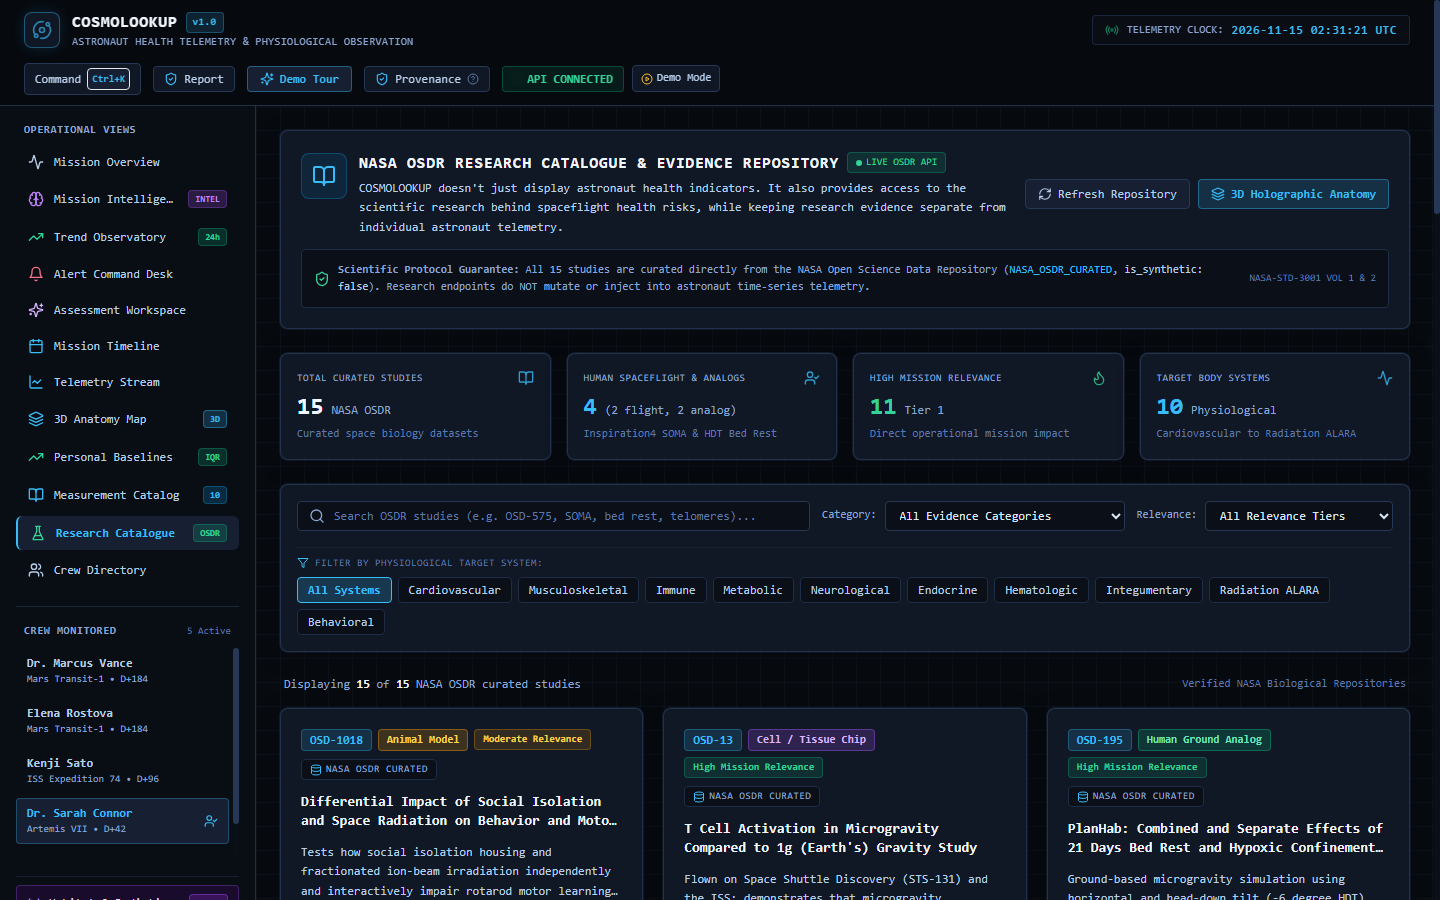 COSMOLOOKUP v1.0
ASTRONAUT HEALTH TELEMETRY & PHYSIOLOGICAL OBSERVATION
TELEMETRY CLOCK: 2026-11-15 02:31:21 UTC
Command Ctrl+K
Report
Demo Tour
Provenance ?
API CONNECTED
Demo Mode
OPERATIONAL VIEWS
Mission Overview
Mission Intellige… INTEL
Trend Observatory 24h
Alert Command Desk
Assessment Workspace
Mission Timeline
Telemetry Stream
3D Anatomy Map 3D
Personal Baselines IQR
Measurement Catalog 10
Research Catalogue OSDR
Crew Directory
CREW MONITORED 5 Active
Dr. Marcus Vance
Mars Transit-1 • D+184
Elena Rostova
Mars Transit-1 • D+184
Kenji Sato
ISS Expedition 74 • D+96
Dr. Sarah Connor
Artemis VII • D+42
NASA OSDR RESEARCH CATALOGUE & EVIDENCE REPOSITORY LIVE OSDR API
COSMOLOOKUP doesn't just display astronaut health indicators. It also provides access to the
scientific research behind spaceflight health risks, while keeping research evidence separate from
individual astronaut telemetry.
Refresh Repository
3D Holographic Anatomy
Scientific Protocol Guarantee: All 15 studies are curated directly from the NASA Open Science Data Repository (NASA_OSDR_CURATED, is_synthetic:
false). Research endpoints do NOT mutate or inject into astronaut time-series telemetry.
NASA-STD-3001 VOL 1 & 2
TOTAL CURATED STUDIES
15 NASA OSDR
Curated space biology datasets
HUMAN SPACEFLIGHT & ANALOGS
4 (2 flight, 2 analog)
Inspiration4 SOMA & HDT Bed Rest
HIGH MISSION RELEVANCE
11 Tier 1
Direct operational mission impact
TARGET BODY SYSTEMS
10 Physiological
Cardiovascular to Radiation ALARA
Search OSDR studies (e.g. OSD-575, SOMA, bed rest, telomeres)...
Category: All Evidence Categories
Relevance: All Relevance Tiers
FILTER BY PHYSIOLOGICAL TARGET SYSTEM:
All Systems
Cardiovascular
Musculoskeletal
Immune
Metabolic
Neurological
Endocrine
Hematologic
Integumentary
Radiation ALARA
Behavioral
Displaying 15 of 15 NASA OSDR curated studies
Verified NASA Biological Repositories
OSD-1018 Animal Model Moderate Relevance
NASA OSDR CURATED
Differential Impact of Social Isolation
and Space Radiation on Behavior and Moto…
Tests how social isolation housing and
fractionated ion-beam irradiation independently
and interactively impair rotarod motor learning…
OSD-13 Cell / Tissue Chip
High Mission Relevance
NASA OSDR CURATED
T Cell Activation in Microgravity
Compared to 1g (Earth's) Gravity Study
Flown on Space Shuttle Discovery (STS-131) and
the ISS; demonstrates that microgravity
OSD-195 Human Ground Analog
High Mission Relevance
NASA OSDR CURATED
PlanHab: Combined and Separate Effects of
21 Days Bed Rest and Hypoxic Confinement…
Ground-based microgravity simulation using
horizontal and head-down tilt (-6 degree HDT)